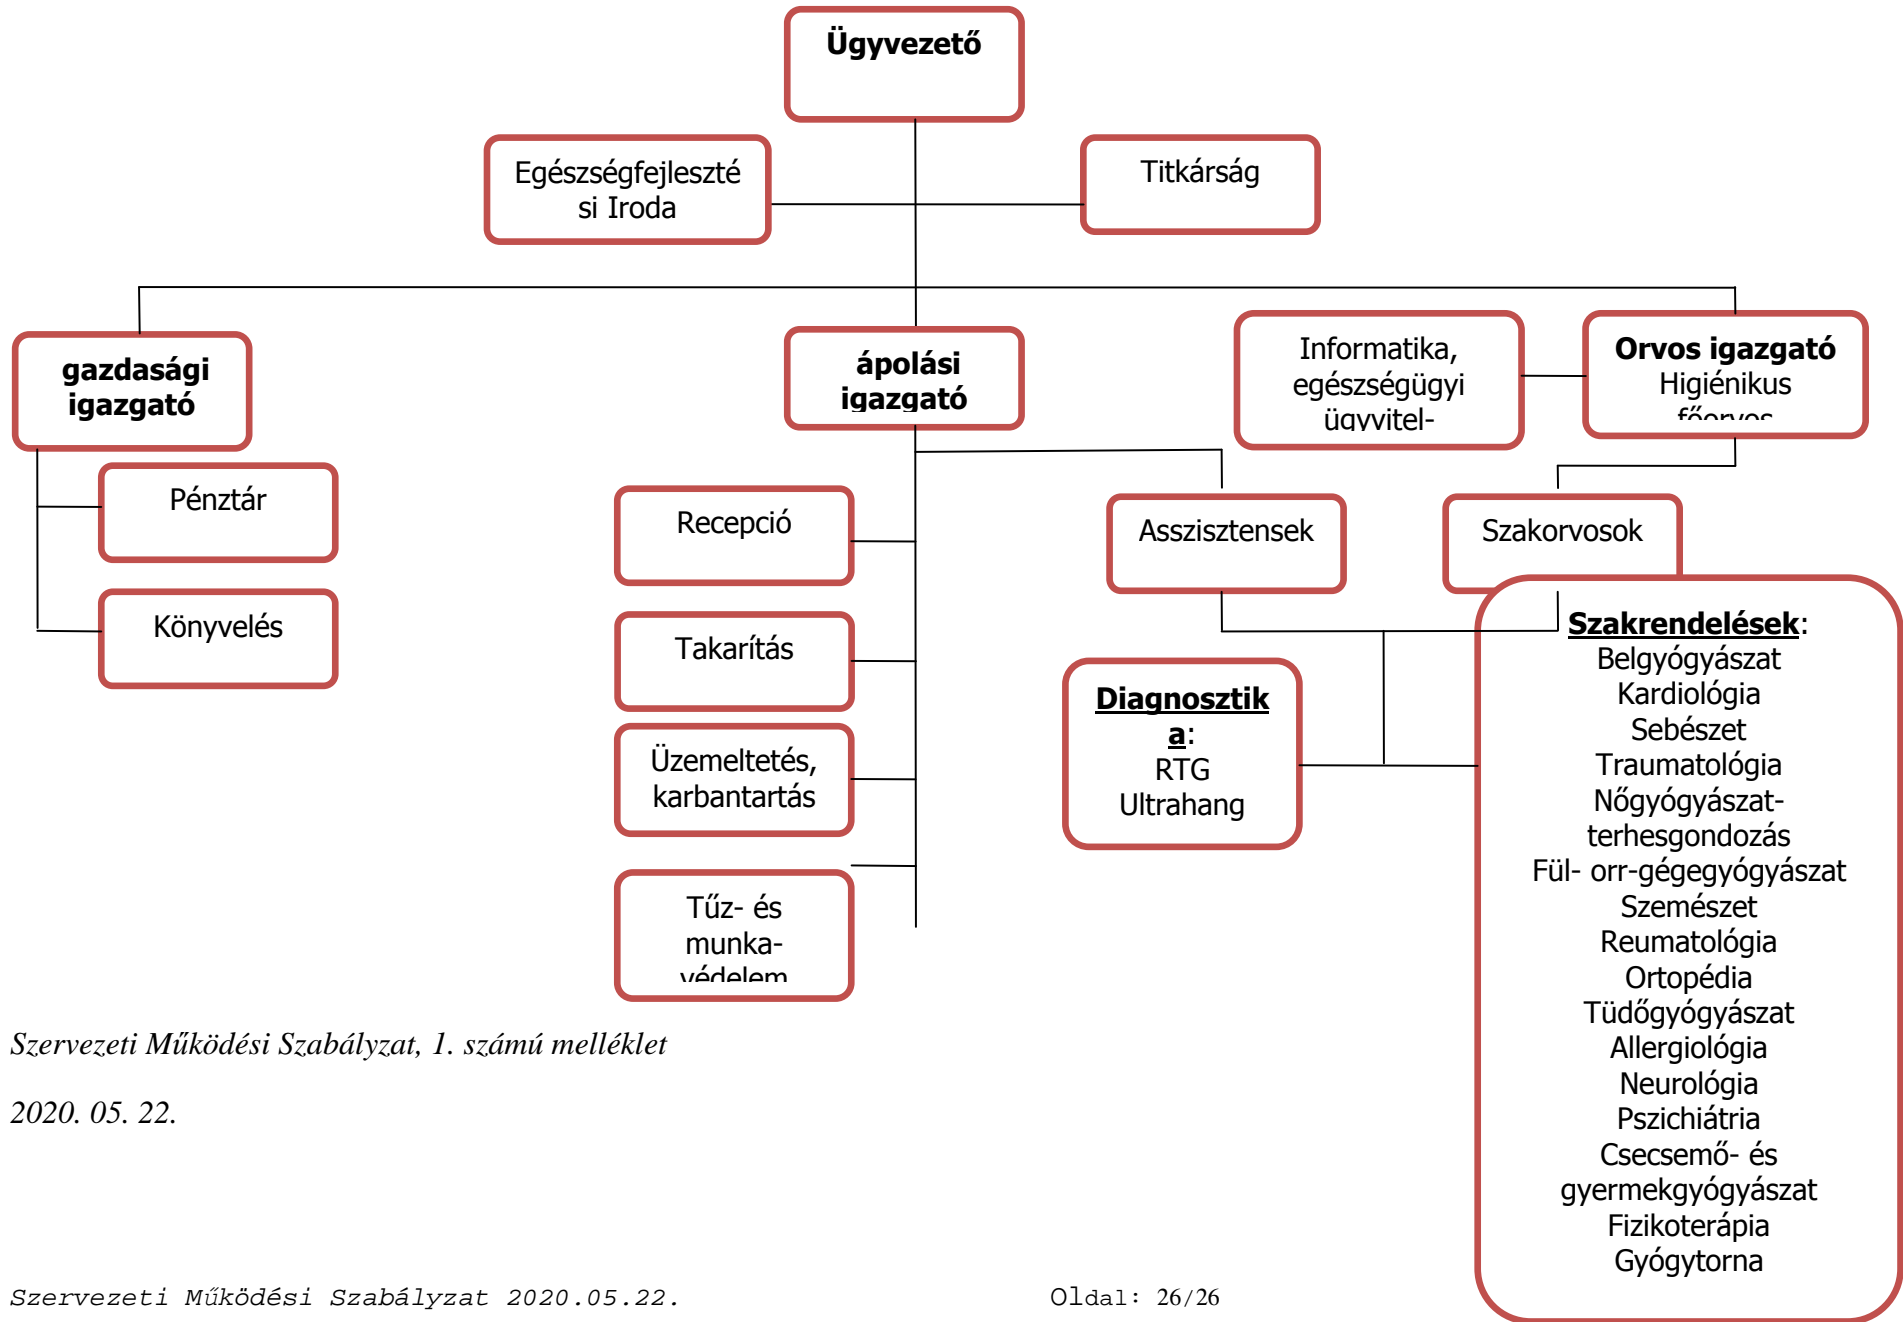 Ügyvezető
Egészségfejleszté
si Iroda
Titkárság
gazdasági
igazgató
ápolási
igazgató
Informatika,
egészségügyi
ügyvitel-
Orvos igazgató
Higiénikus
főorvos
Pénztár
Könyvelés
Recepció
Takarítás
Üzemeltetés,
karbantartás
Tűz- és
munka-
védelem
Asszisztensek
Szakorvosok
Diagnosztik
a:
RTG
Ultrahang
Szakrendelések:
Belgyógyászat
Kardiológia
Sebészet
Traumatológia
Nőgyógyászat-
terhesgondozás
Fül- orr-gégegyógyászat
Szemészet
Reumatológia
Ortopédia
Tüdőgyógyászat
Allergiológia
Neurológia
Pszichiátria
Csecsemő- és
gyermekgyógyászat
Fizikoterápia
Gyógytorna
Szervezeti Működési Szabályzat, 1. számú melléklet
2020. 05. 22.
Szervezeti Működési Szabályzat 2020.05.22.
Oldal: 26/26